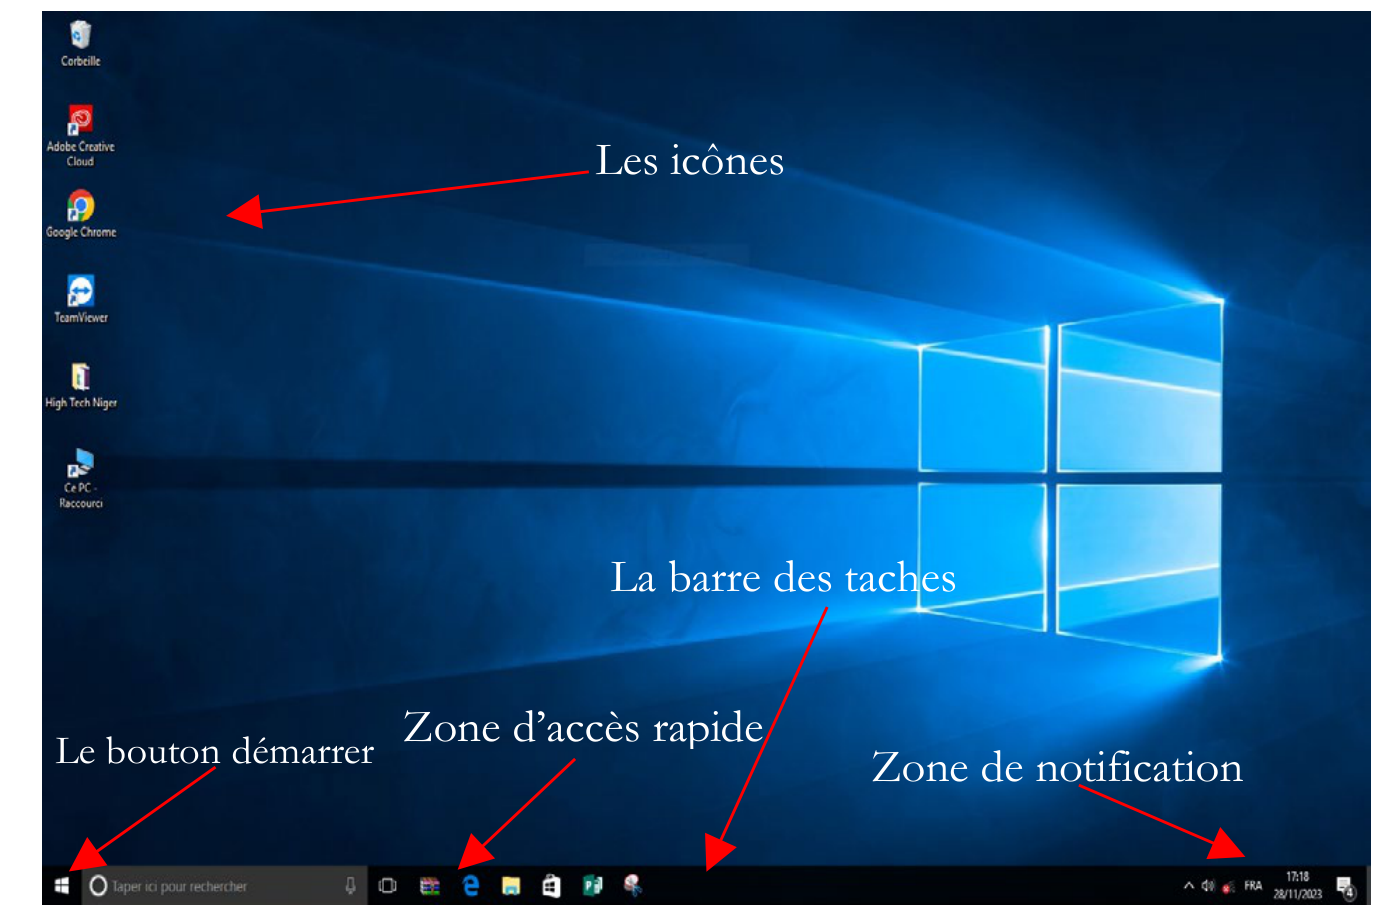 Corbeille
Adobe Creative
Cloud
Google Chrome
TeamViewer
High Tech Niger
Ce PC -
Raccourci
Les icônes
La barre des taches
Zone d’accès rapide
Le bouton démarrer
Zone de notification
Taper ici pour rechercher
FRA
17:18
28/11/2023
4